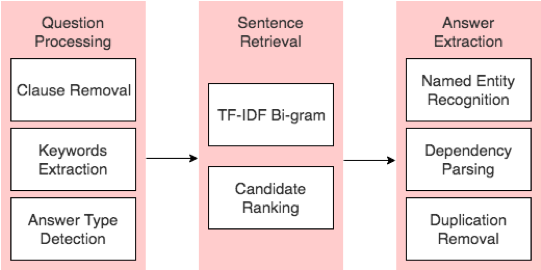 Question
Processing
Clause Removal
Keywords
Extraction
Answer Type
Detection
Sentence
Retrieval
TF-IDF Bi-gram
Candidate
Ranking
Answer
Extraction
Named Entity
Recognition
Dependency
Parsing
Duplication
Removal